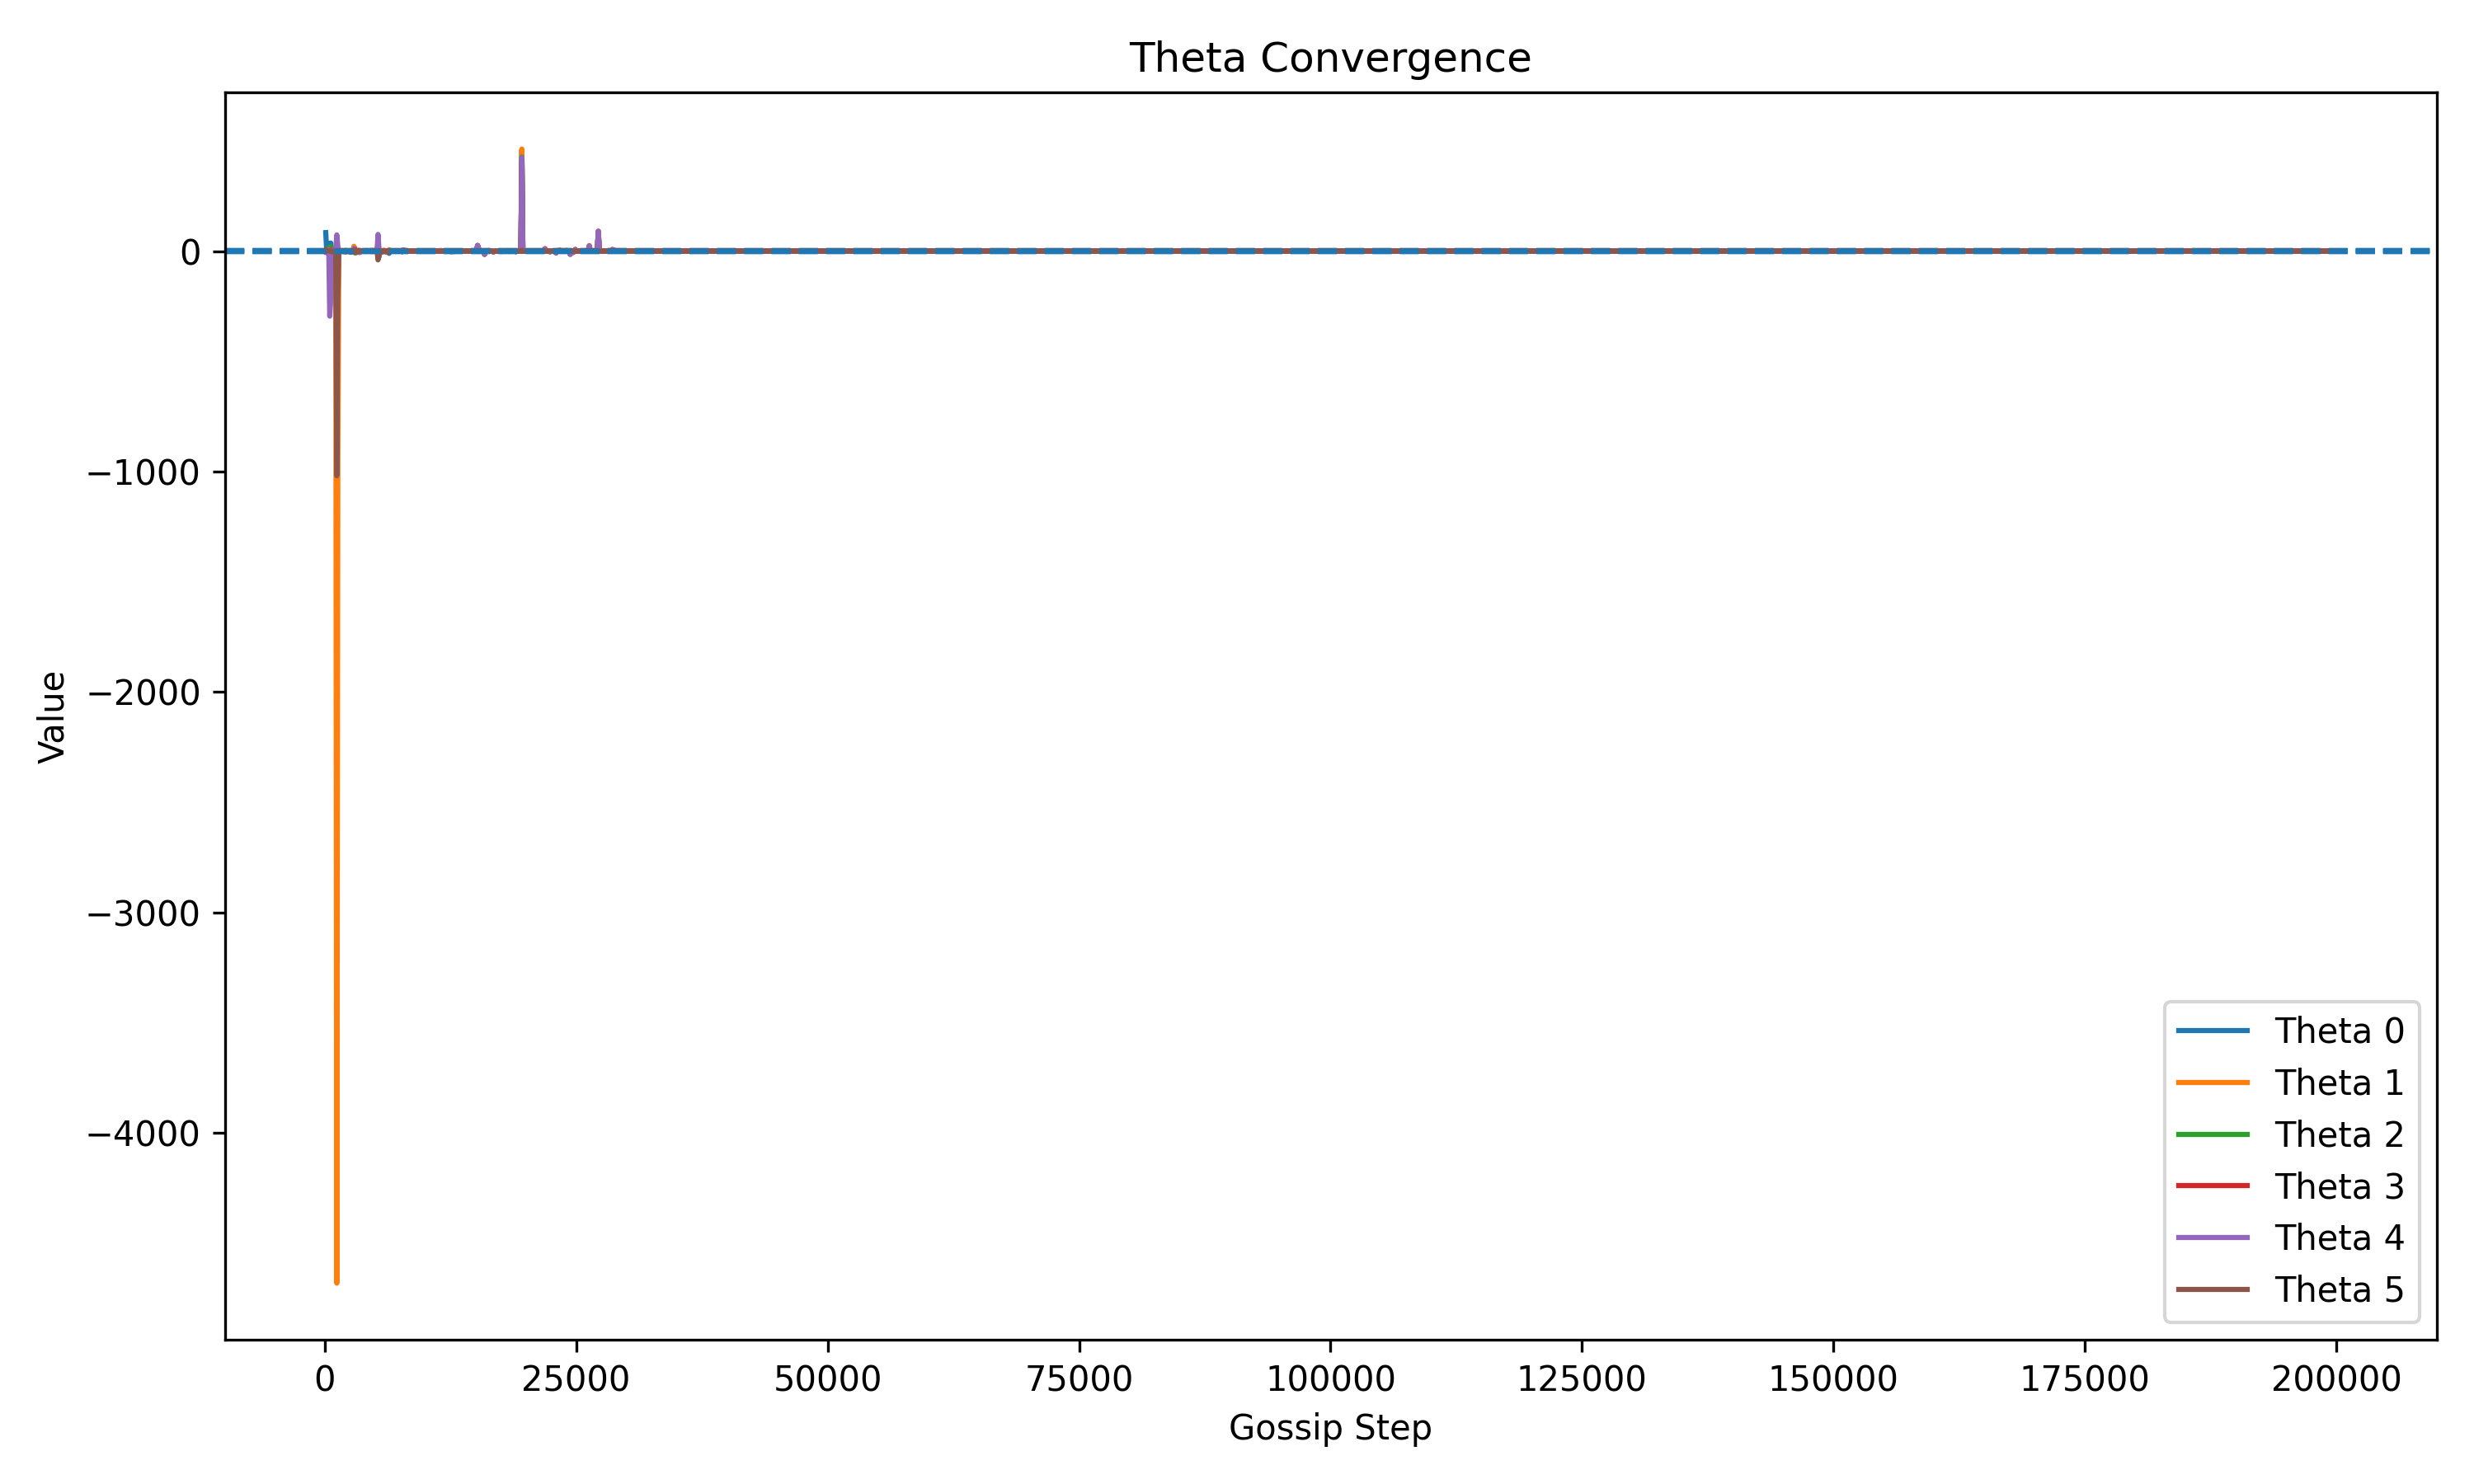 Theta Convergence
Value
0
−1000
−2000
−3000
−4000
Theta 0
Theta 1
Theta 2
Theta 3
Theta 4
Theta 5
0 25000 50000 75000 100000 125000 150000 175000 200000
Gossip Step